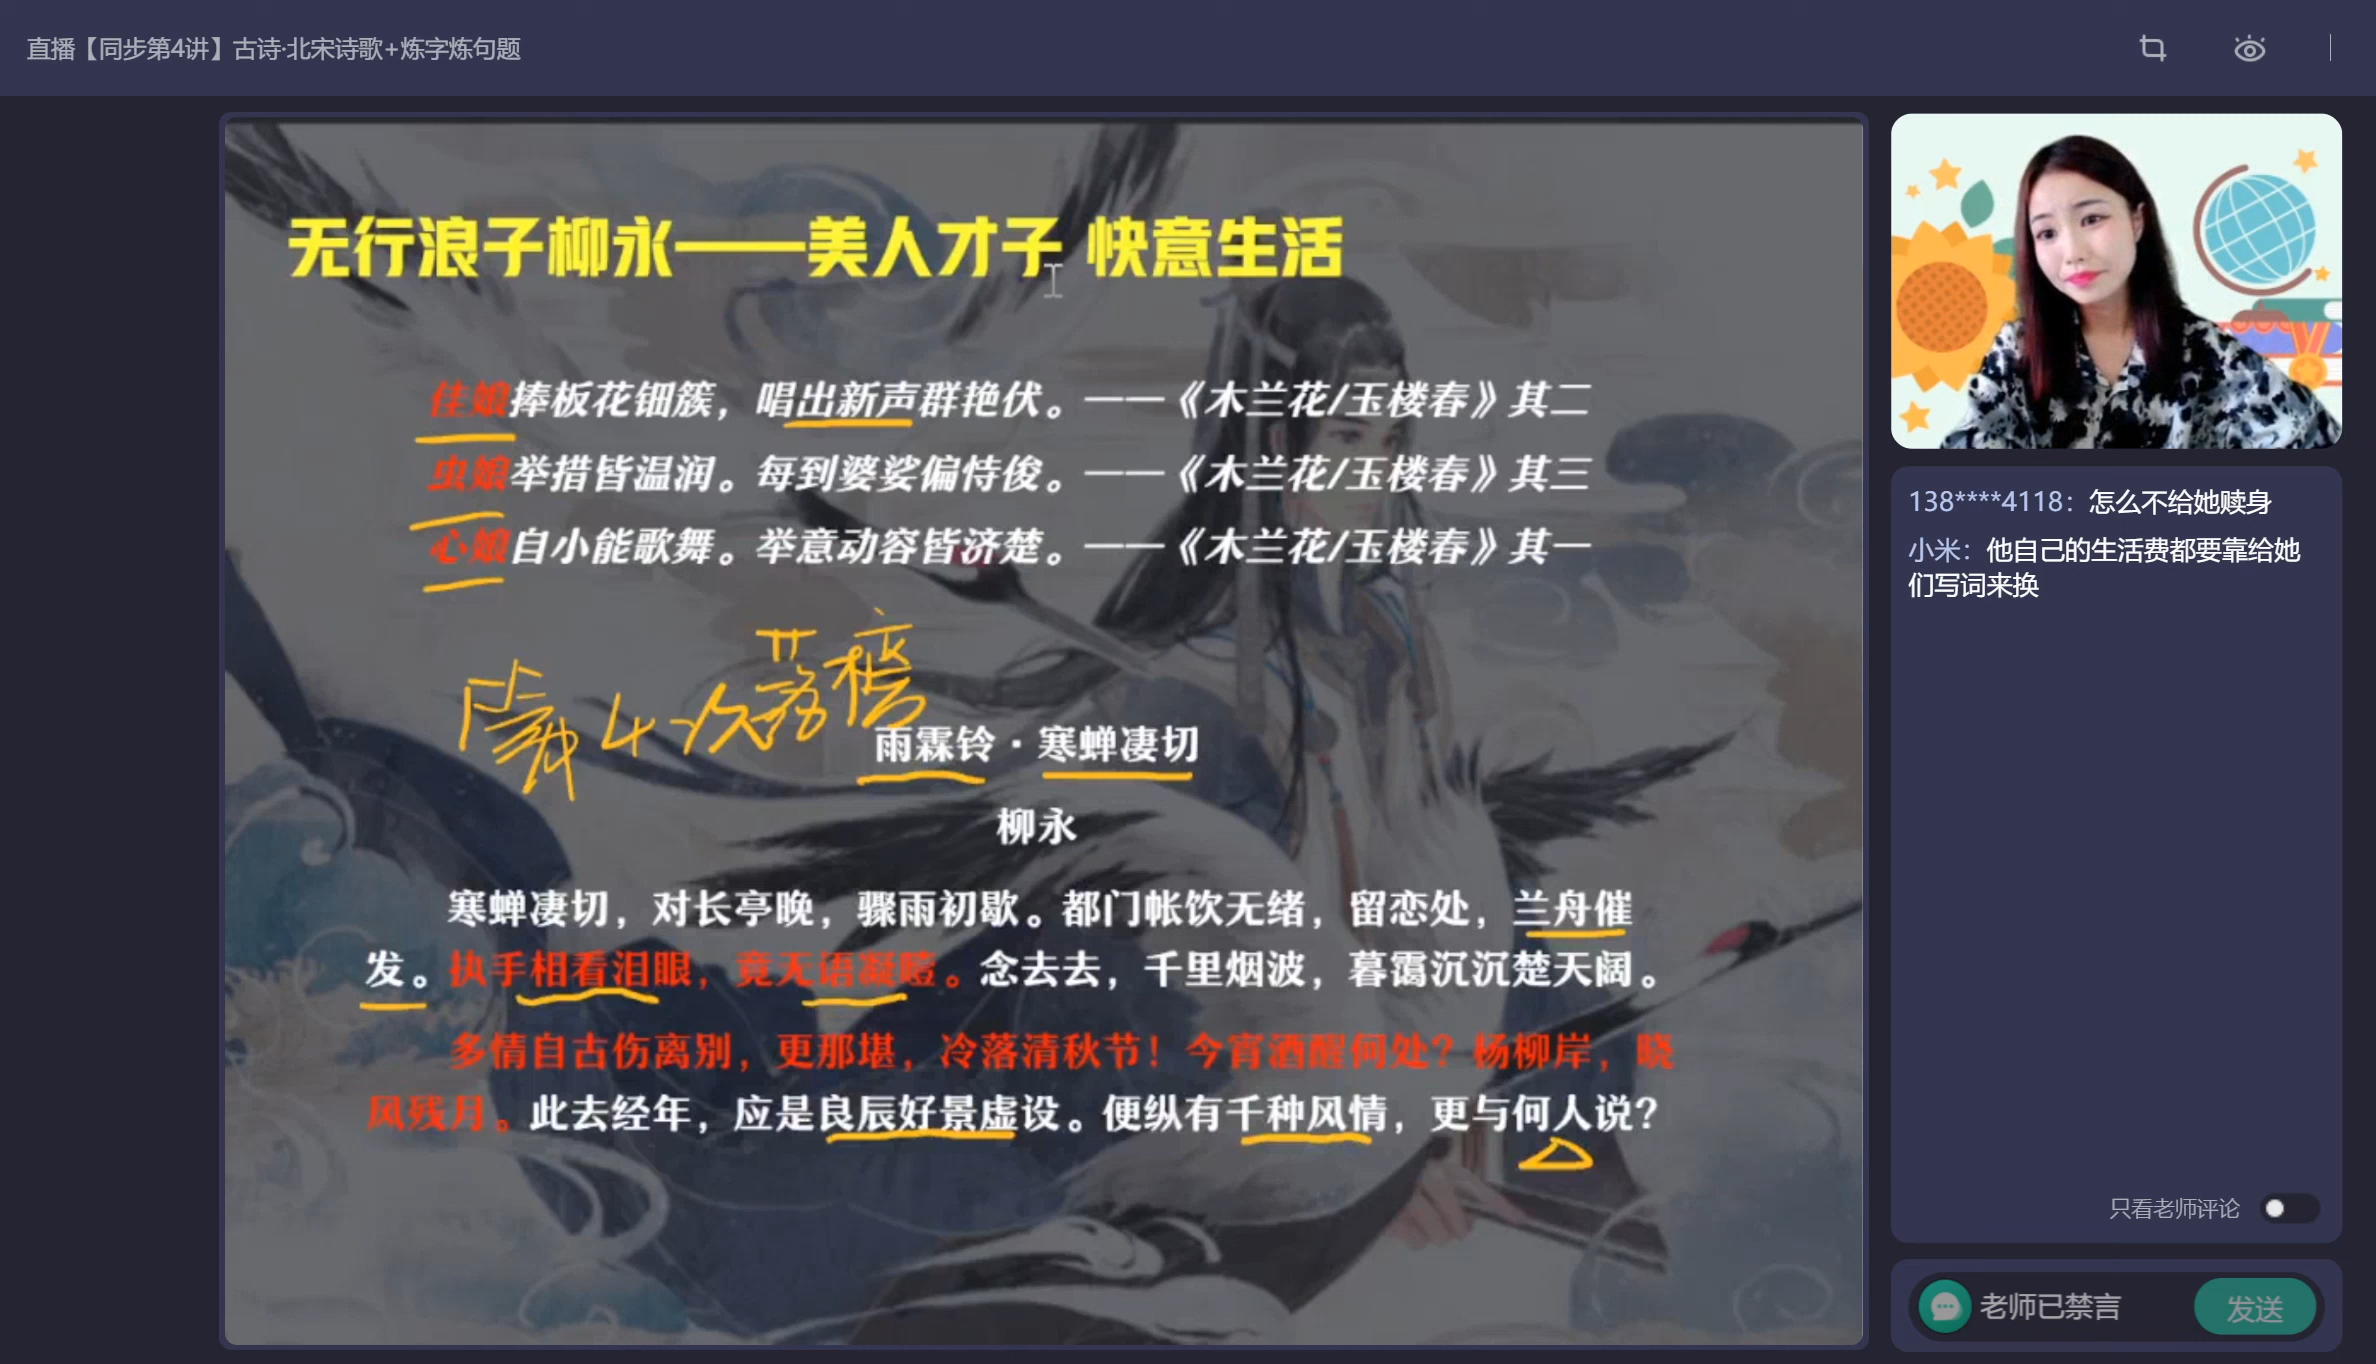 直播【同步第4讲】古诗·北宋诗歌+炼字炼句题
无行浪子柳永——美人才子 快意生活
佳娘捧板花钿簇，唱出新声群艳伏。——《木兰花/玉楼春》其二
虫娘举措皆温润。每到婆娑偏恃俊。——《木兰花/玉楼春》其三
心娘自小能歌舞。举意动容皆济楚。——《木兰花/玉楼春》其一
雨霖铃·寒蝉凄切
柳永
寒蝉凄切，对长亭晚，骤雨初歇。都门帐饮无绪，留恋处，兰舟催
发。执手相看泪眼，竟无语凝噎。念去去，千里烟波，暮霭沉沉楚天阔。
多情自古伤离别，更那堪，冷落清秋节！今宵酒醒何处？杨柳岸，晓
风残月。此去经年，应是良辰好景虚设。便纵有千种风情，更与何人说？
138****4118：怎么不给她赎身
小米：他自己的生活费都要靠给她
们写词来换
只看老师评论
老师已禁言
发送